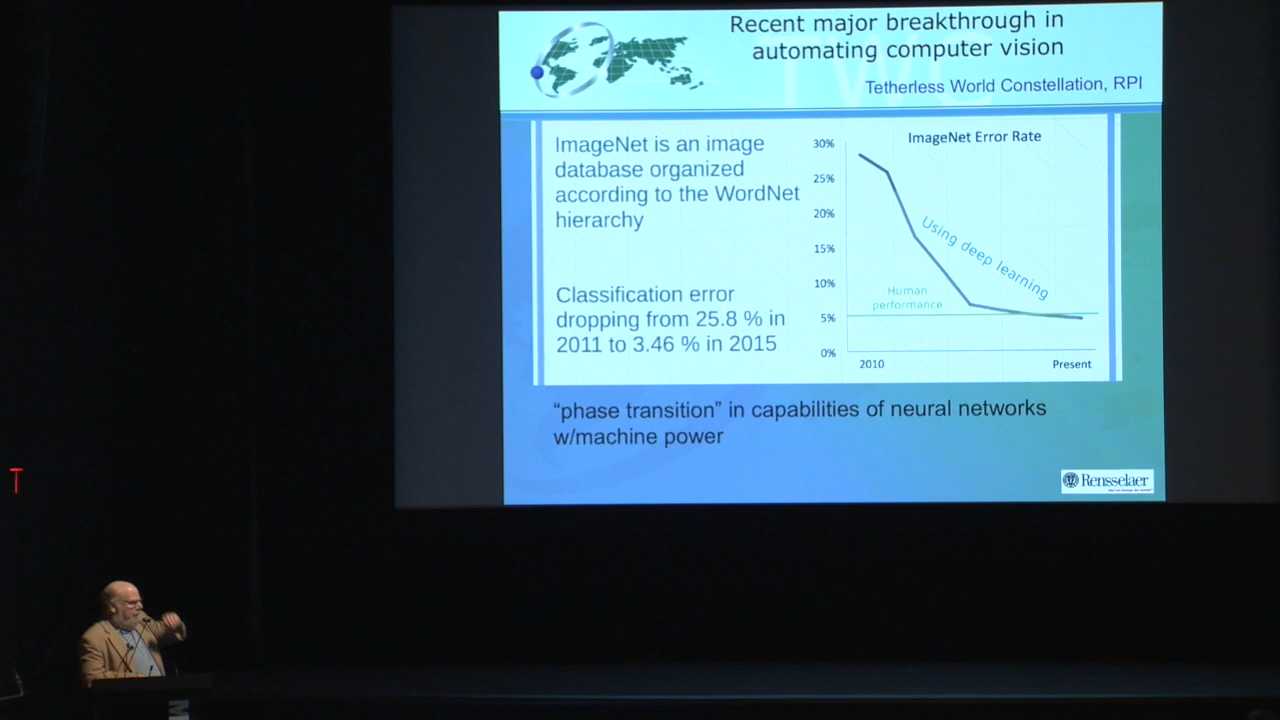 Recent major breakthrough in
automating computer vision
TWC
Tetherless World Constellation, RPI
ImageNet is an image
database organized
according to the WordNet
hierarchy
Classification error
dropping from 25.8 % in
2011 to 3.46 % in 2015
ImageNet Error Rate
30%
25%
20%
15%
10%
5%
0%
Using deep learning
Human
performance
2010
Present
“phase transition” in capabilities of neural networks
w/machine power
Rensselaer
T
M